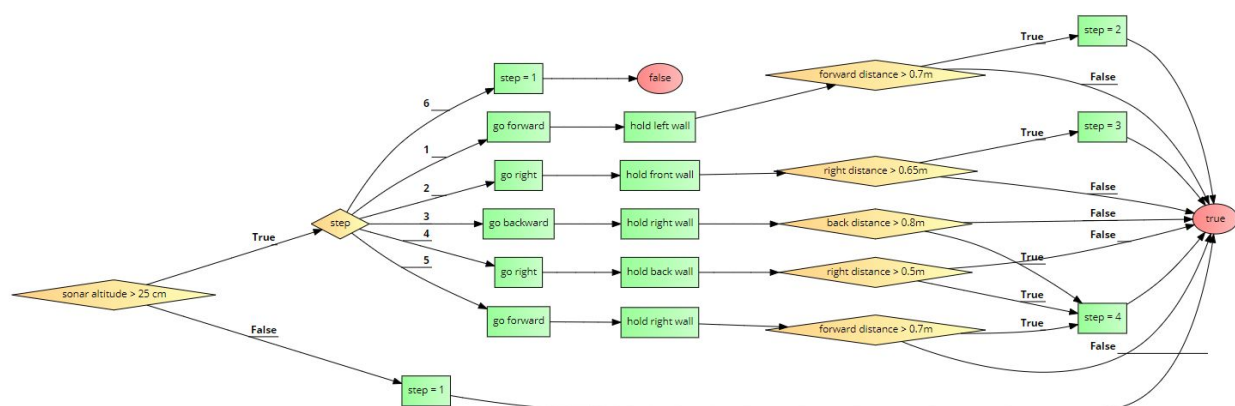 True
step = 2
forward distance > 0.7m
step = 1
false
False
6
go forward
hold left wall
step = 3
True
1
go right
hold front wall
right distance > 0.65m
2
False
step
3
go backward
hold right wall
back distance > 0.8m
False
true
True
4
False
5
go right
hold back wall
right distance > 0.5m
True
sonar altitude > 25 cm
True
step = 4
go forward
hold right wall
forward distance > 0.7m
True
False
False
step = 1